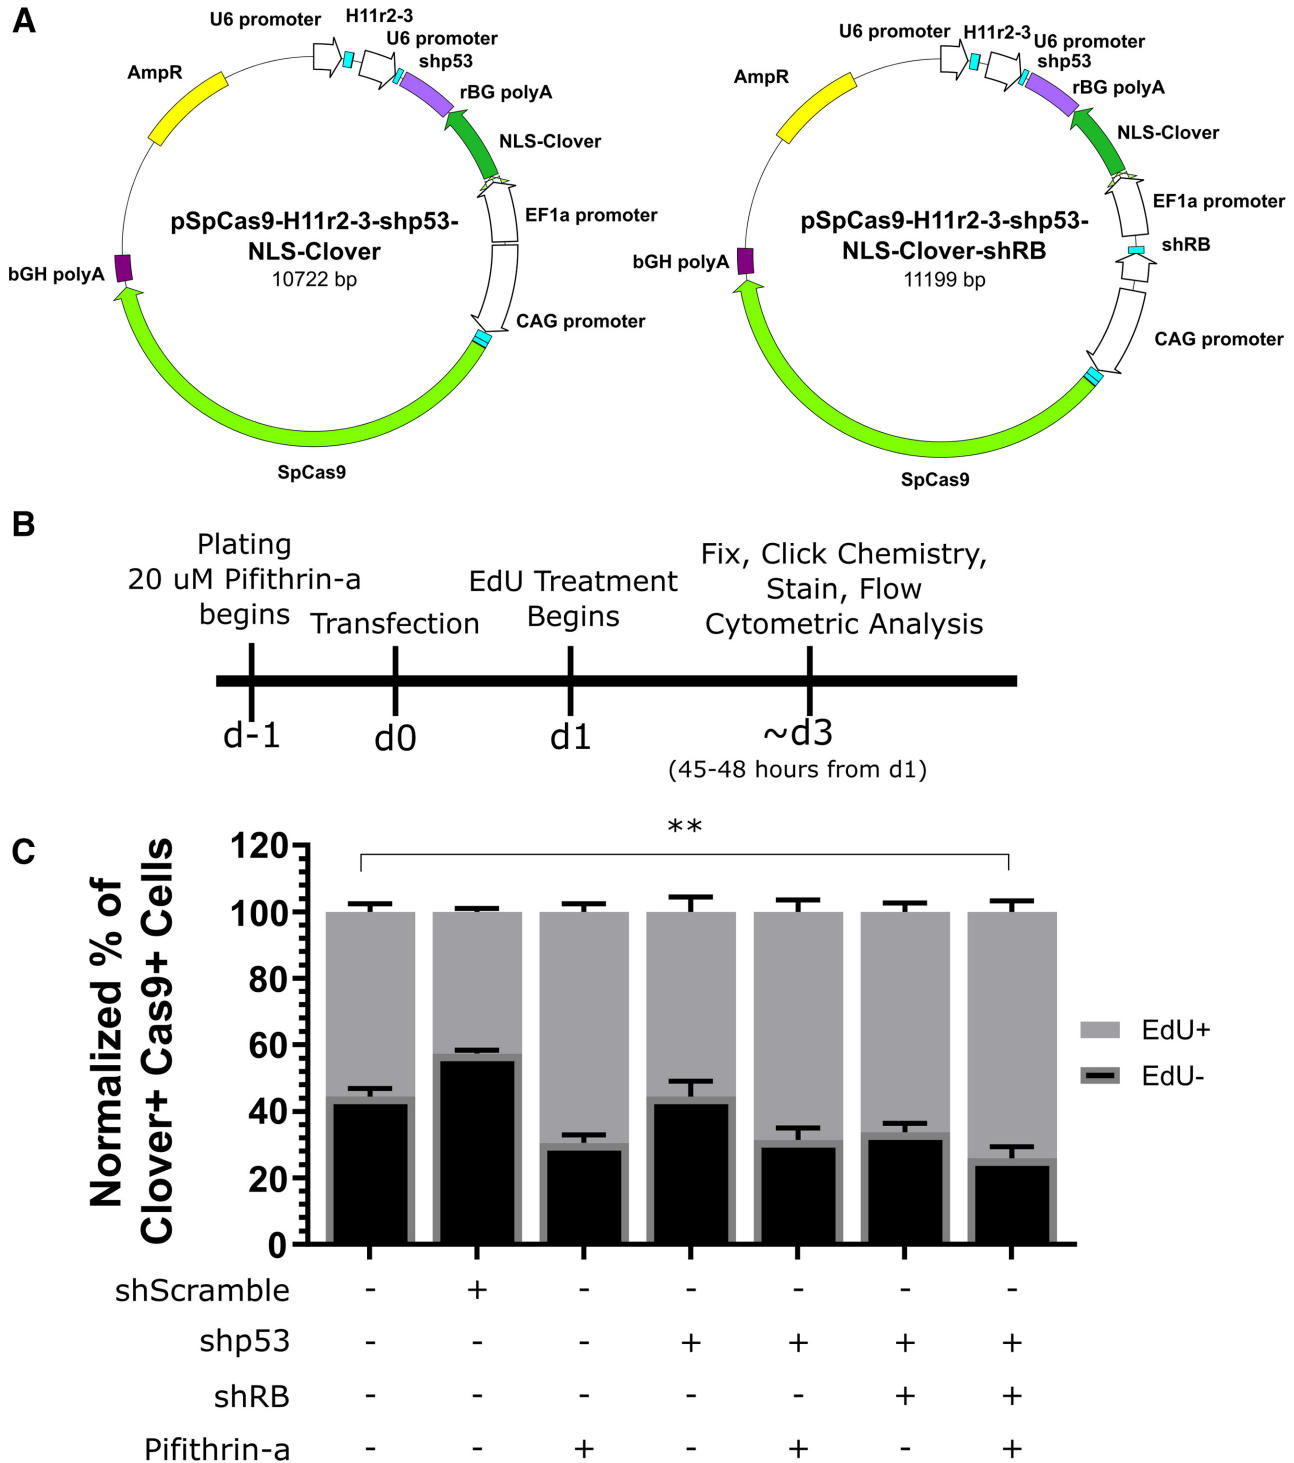 A
U6 promoter
H11r2-3
U6 promoter
shp53
rBG polyA
NLS-Clover
EF1a promoter
CAG promoter
SpCas9
bGH polyA
AmpR
pSpCas9-H11r2-3-shp53-
NLS-Clover
10722 bp
U6 promoter
H11r2-3
U6 promoter
shp53
rBG polyA
NLS-Clover
EF1a promoter
shRB
CAG promoter
SpCas9
bGH polyA
AmpR
pSpCas9-H11r2-3-shp53-
NLS-Clover-shRB
11199 bp
B
Plating
20 uM Pifithrin-a
begins
Transfection
EdU Treatment
Begins
Fix, Click Chemistry,
Stain, Flow
Cytometric Analysis
d-1
d0
d1
~d3
(45-48 hours from d1)
C
**
Normalized % of
Clover+ Cas9+ Cells
120
100
80
60
40
20
0
EdU+
EdU-
shScramble - + - - - - -
shp53 - - - + + + +
shRB - - - - - + +
Pifithrin-a - - + - + - +